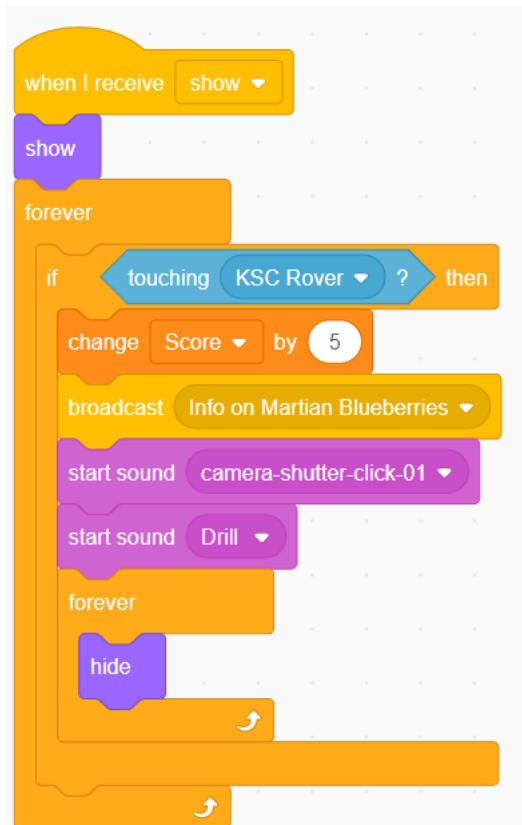 when I receive show
show
forever
if touching KSC Rover ? then
change Score by 5
broadcast Info on Martian Blueberries
start sound camera-shutter-click-01
start sound Drill
forever
hide